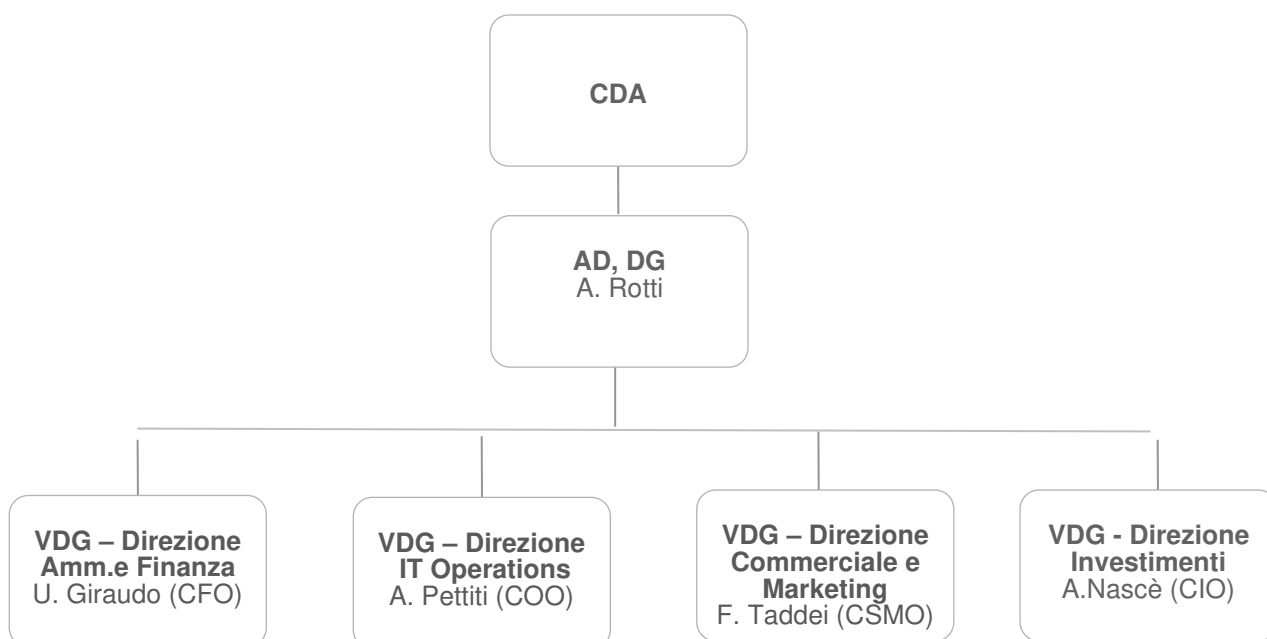 CDA
AD, DG
A. Rotti
VDG – Direzione
Amm.e Finanza
U. Giraudo (CFO)
VDG – Direzione
IT Operations
A. Pettiti (COO)
VDG – Direzione
Commerciale e
Marketing
F. Taddei (CSMO)
VDG - Direzione
Investimenti
A.Nascè (CIO)